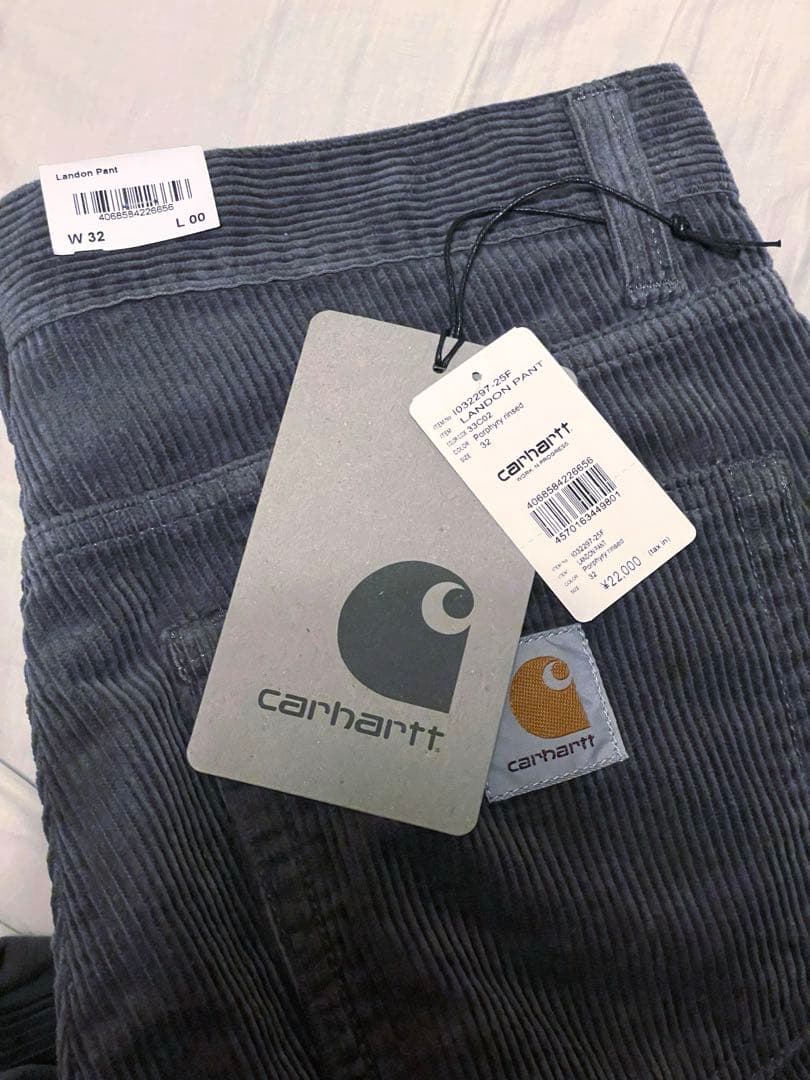 Landon Pant
4068584226656
W 32
L 00
ITEM No I032297-25F
ITEM LANDON PANT
COLOR CODE 33C02
COLOR Porphyry rinsed
SIZE 32
carhartt
WORK IN PROGRESS
4068584226656
4570163449801
ITEM No I032297-25F
ITEM LANDON PANT
COLOR Porphyry rinsed
SIZE 32
¥22,000 (tax in)
carhartt
carhartt